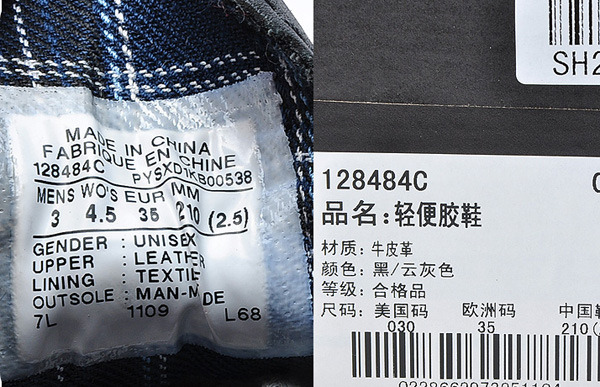 MADE IN CHINA
FABRIQUE EN CHINE
128484C PYSXD1KB00538
MENS WO'S EUR MM
3 4.5 35 210 (2.5)
GENDER : UNISEX
UPPER : LEATHER
LINING : TEXTILE
OUTSOLE : MAN-MADE
7L 1109 L68
SH2
128484C
品名:轻便胶鞋
材质: 牛皮革
颜色: 黑/云灰色
等级: 合格品
尺码: 美国码 欧洲码 中国鞋
030 35 210(